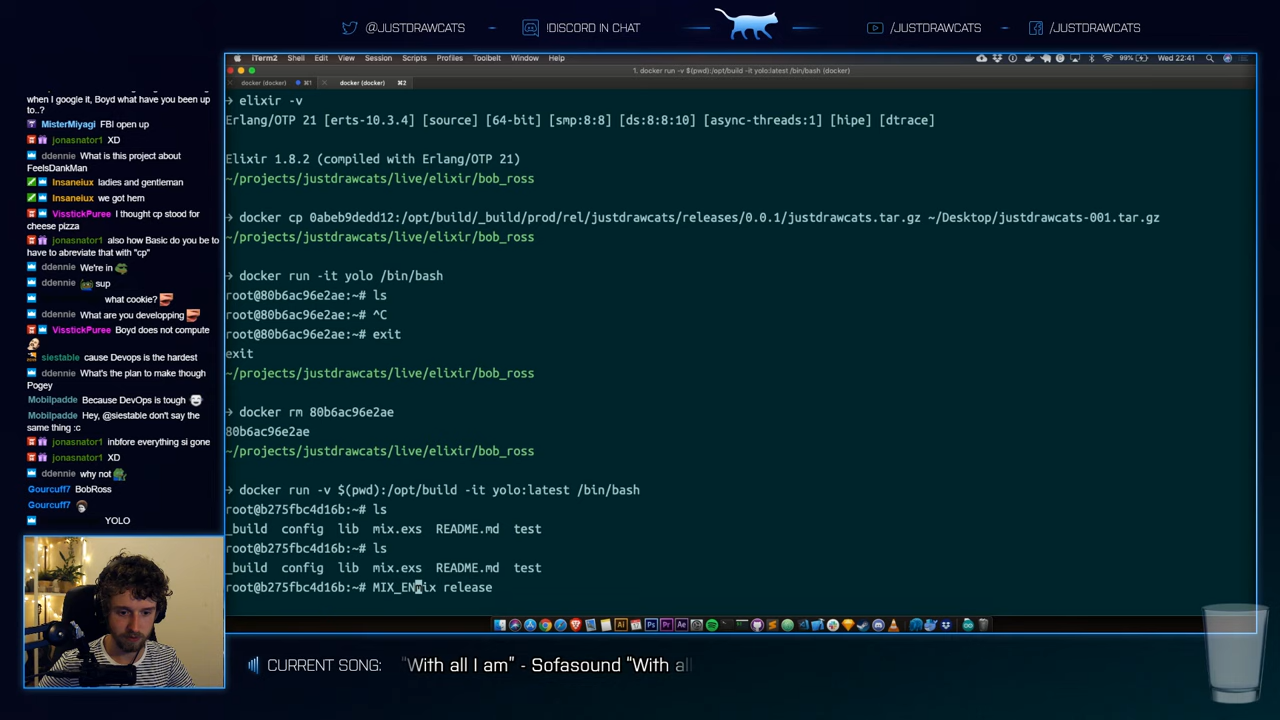 @JUSTDRAWCATS
!DISCORD IN CHAT
/JUSTDRAWCATS
/JUSTDRAWCATS
iTerm2 Shell Edit View Session Scripts Profiles Toolbelt Window Help
99% Wed 22:41
1. docker run -v $(pwd):/opt/build -it yolo:latest /bin/bash (docker)
docker (docker) ⌘1 docker (docker) ⌘2
when I google it, Boyd what have you been up
to..?
MisterMiyagi FBI open up
jonasnator1 XD
ddennie What is this project about
FeelsDankMan
Insaneiux ladies and gentleman
Insaneiux we got hem
VisstickPuree I thought cp stood for
cheese pizza
jonasnator1 also how Basic do you be to
have to abreviate that with "cp"
ddennie We're in
ddennie sup
what cookie?
ddennie What are you developping
VisstickPuree Boyd does not compute
siestable cause Devops is the hardest
ddennie What's the plan to make though
Pogey
Mobilpadde Because DevOps is tough
Mobilpadde Hey, @siestable don't say the
same thing :c
jonasnator1 inbfore everything si gone
jonasnator1 XD
ddennie why not
Gourcuff7 BobRoss
Gourcuff7
YOLO
→ elixir -v
Erlang/OTP 21 [erts-10.3.4] [source] [64-bit] [smp:8:8] [ds:8:8:10] [async-threads:1] [hipe] [dtrace]
Elixir 1.8.2 (compiled with Erlang/OTP 21)
~/projects/justdrawcats/live/elixir/bob_ross
→ docker cp 0abeb9dedd12:/opt/build/_build/prod/rel/justdrawcats/releases/0.0.1/justdrawcats.tar.gz ~/Desktop/justdrawcats-001.tar.gz
~/projects/justdrawcats/live/elixir/bob_ross
→ docker run -it yolo /bin/bash
root@80b6ac96e2ae:~# ls
root@80b6ac96e2ae:~# ^C
root@80b6ac96e2ae:~# exit
exit
~/projects/justdrawcats/live/elixir/bob_ross
→ docker rm 80b6ac96e2ae
80b6ac96e2ae
~/projects/justdrawcats/live/elixir/bob_ross
→ docker run -v $(pwd):/opt/build -it yolo:latest /bin/bash
root@b275fbc4d16b:~# ls
_build config lib mix.exs README.md test
root@b275fbc4d16b:~# ls
_build config lib mix.exs README.md test
root@b275fbc4d16b:~# MIX_ENmix release
CURRENT SONG: "With all I am" - Sofasound "With all